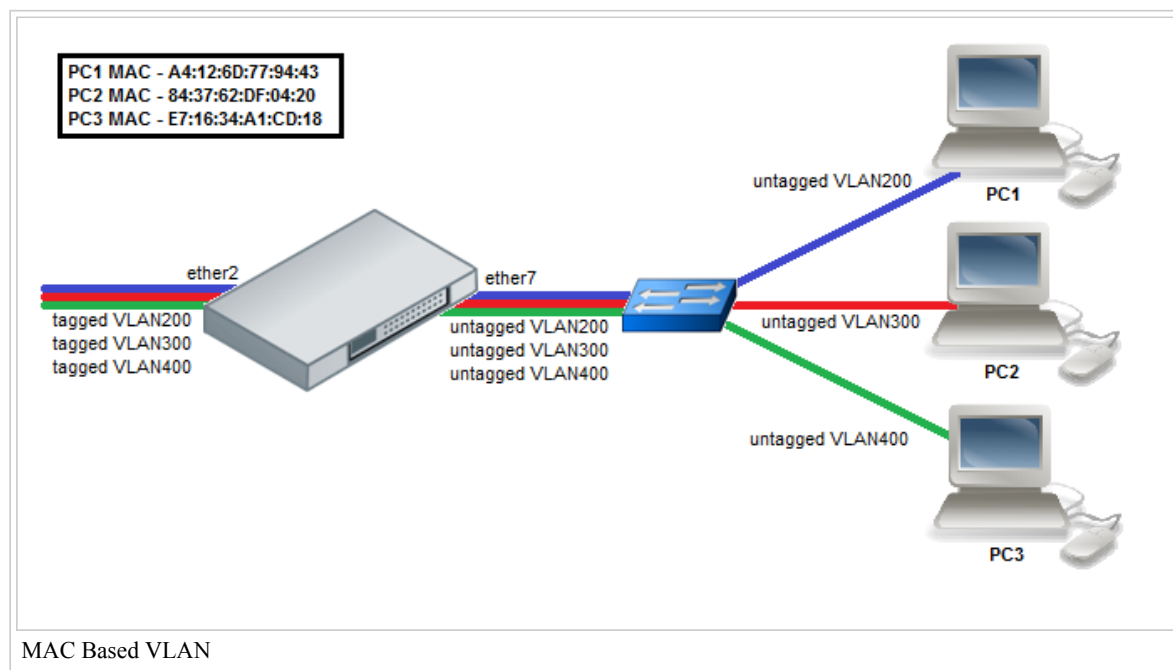 PC1 MAC - A4:12:6D:77:94:43
PC2 MAC - 84:37:62:DF:04:20
PC3 MAC - E7:16:34:A1:CD:18
untagged VLAN200
PC1
ether2
ether7
tagged VLAN200
tagged VLAN300
tagged VLAN400
untagged VLAN200
untagged VLAN300
untagged VLAN400
untagged VLAN300
PC2
untagged VLAN400
PC3
MAC Based VLAN